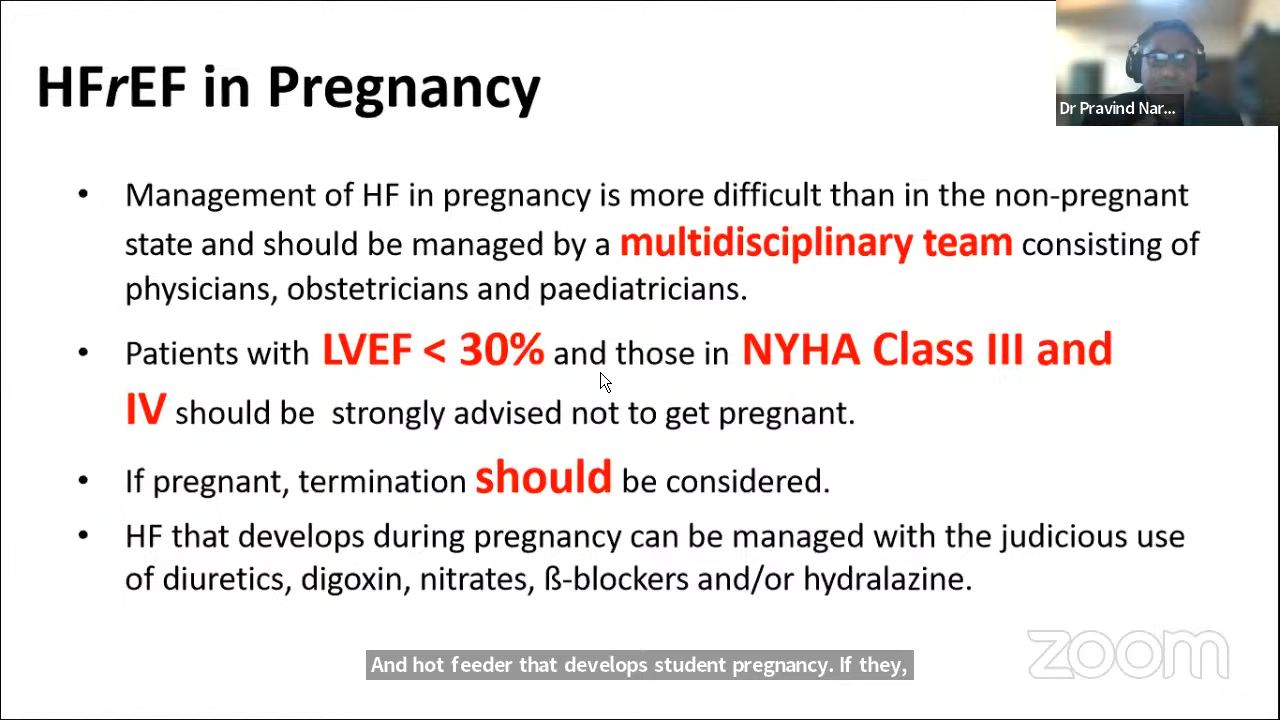 HFrEF in Pregnancy
Dr Pravind Nar...
• Management of HF in pregnancy is more difficult than in the non-pregnant
state and should be managed by a multidisciplinary team consisting of
physicians, obstetricians and paediatricians.
• Patients with LVEF < 30% and those in NYHA Class III and
IV should be strongly advised not to get pregnant.
• If pregnant, termination should be considered.
• HF that develops during pregnancy can be managed with the judicious use
of diuretics, digoxin, nitrates, ß-blockers and/or hydralazine.
And hot feeder that develops student pregnancy. If they,
zoom